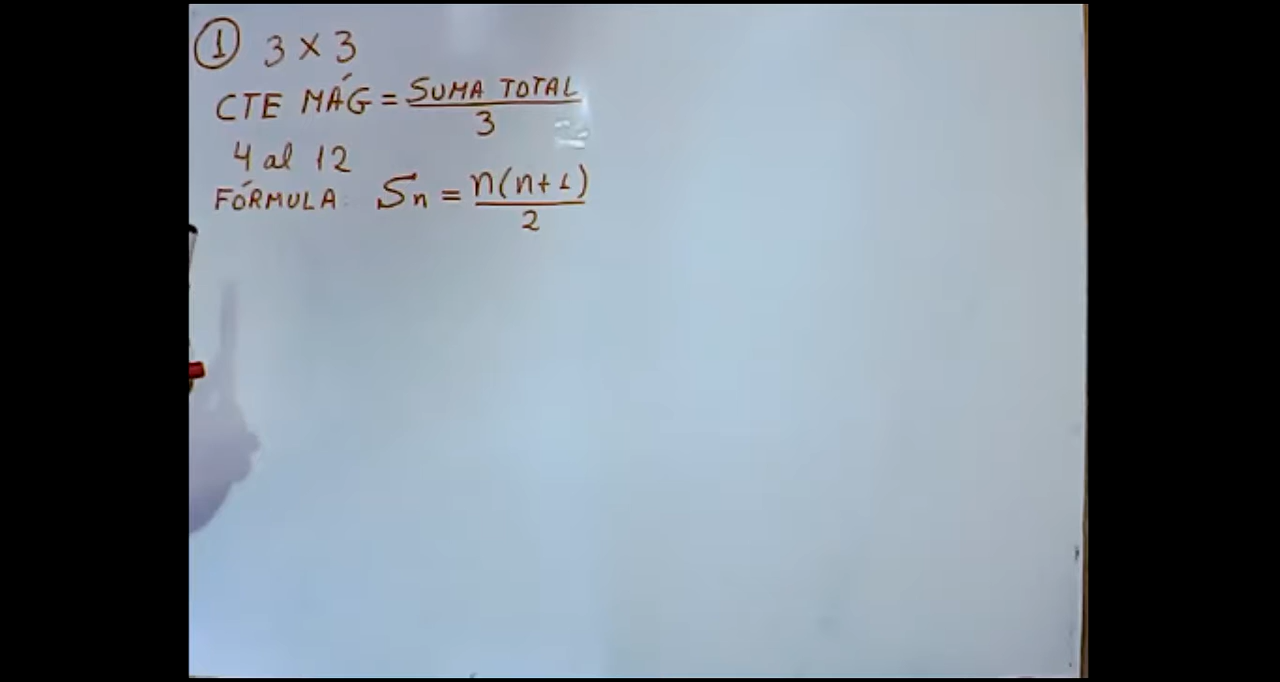 ① 3 × 3
CTE MÁG = SUMA TOTAL / 3
4 al 12
FÓRMULA: Sn = n(n+1) / 2